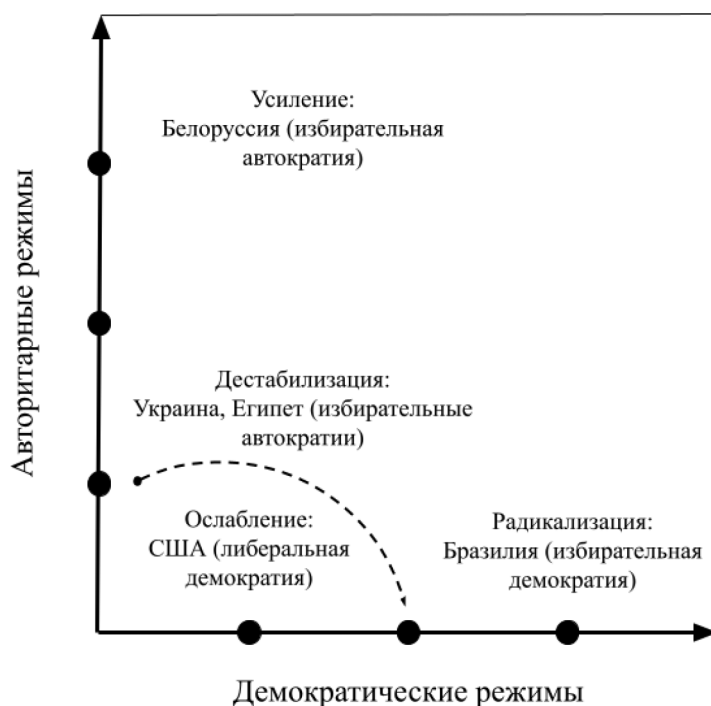 Усиление:
Белоруссия (избирательная
автократия)
Авторитарные режимы
Дестабилизация:
Украина, Египет (избирательные
автократии)
Ослабление:
США (либеральная
демократия)
Радикализация:
Бразилия (избирательная
демократия)
Демократические режимы